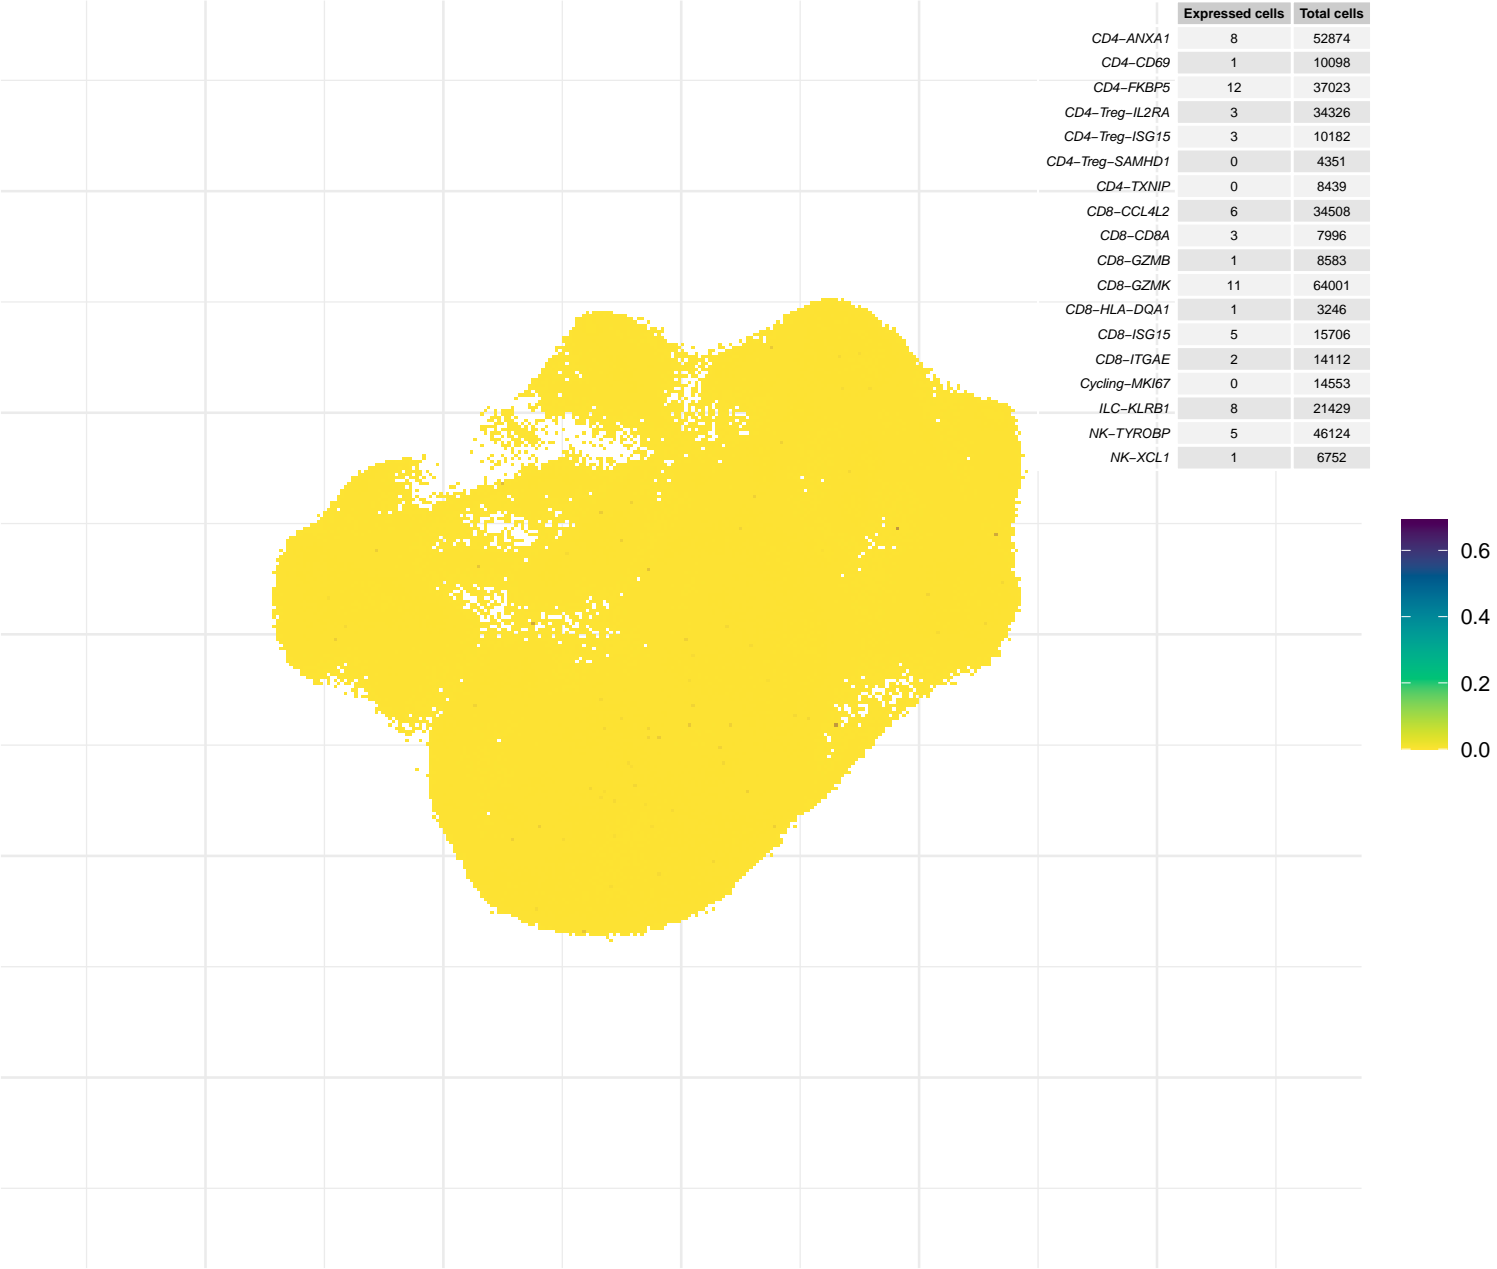 Expressed cells Total cells
CD4−ANXA1 8 52874
CD4−CD69 1 10098
CD4−FKBP5 12 37023
CD4−Treg−IL2RA 3 34326
CD4−Treg−ISG15 3 10182
CD4−Treg−SAMHD1 0 4351
CD4−TXNIP 0 8439
CD8−CCL4L2 6 34508
CD8−CD8A 3 7996
CD8−GZMB 1 8583
CD8−GZMK 11 64001
CD8−HLA−DQA1 1 3246
CD8−ISG15 5 15706
CD8−ITGAE 2 14112
Cycling−MKI67 0 14553
ILC−KLRB1 8 21429
NK−TYROBP 5 46124
NK−XCL1 1 6752
0.6
0.4
0.2
0.0